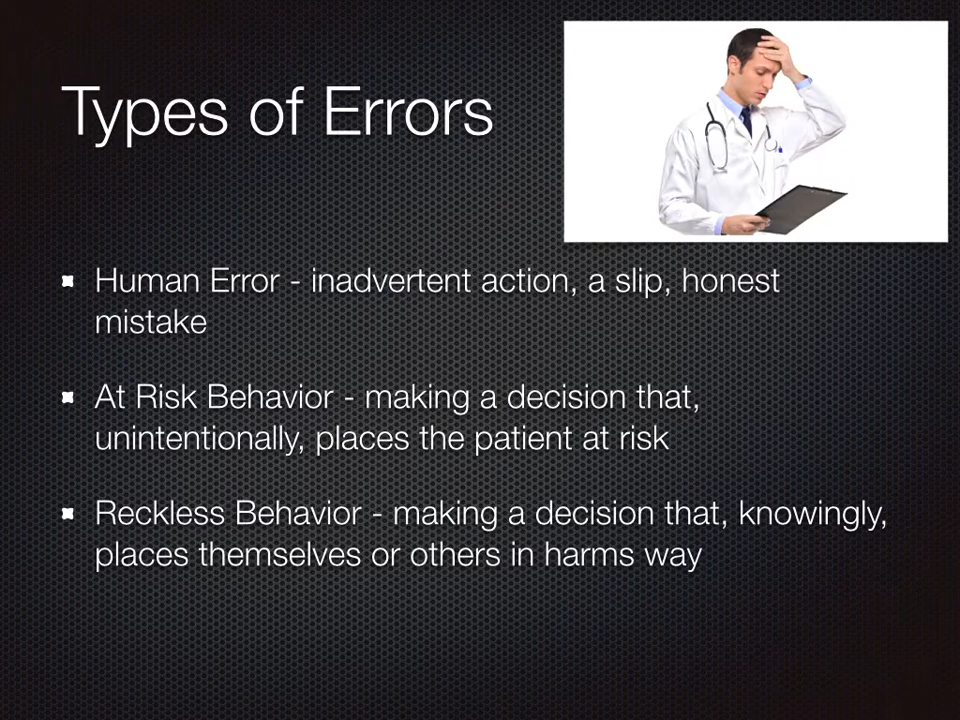 Types of Errors
Human Error - inadvertent action, a slip, honest
mistake
At Risk Behavior - making a decision that,
unintentionally, places the patient at risk
Reckless Behavior - making a decision that, knowingly,
places themselves or others in harms way